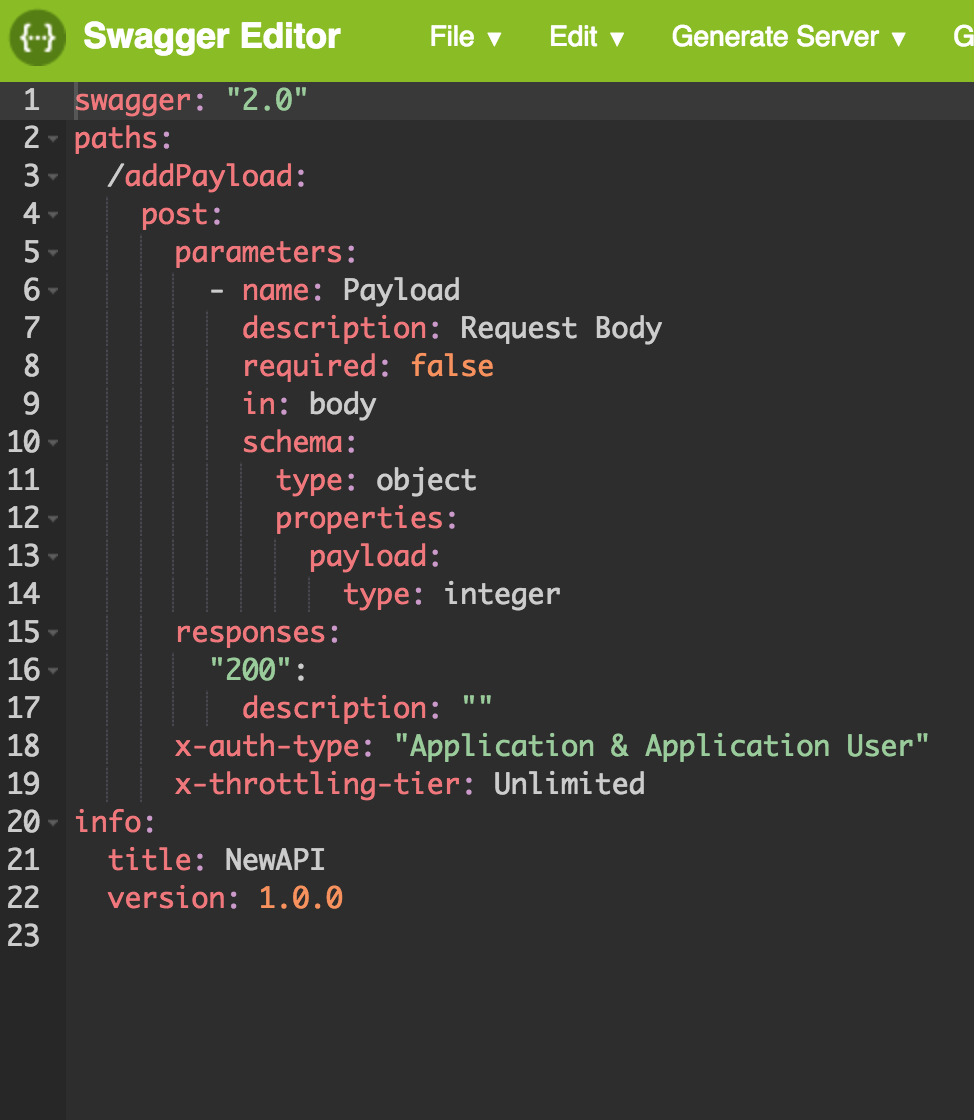 {···} Swagger Editor File ▼ Edit ▼ Generate Server ▼ G
1 swagger: "2.0"
2 paths:
3   /addPayload:
4     post:
5       parameters:
6         - name: Payload
7           description: Request Body
8           required: false
9           in: body
10           schema:
11             type: object
12             properties:
13               payload:
14                 type: integer
15       responses:
16         "200":
17           description: ""
18       x-auth-type: "Application & Application User"
19       x-throttling-tier: Unlimited
20 info:
21   title: NewAPI
22   version: 1.0.0
23